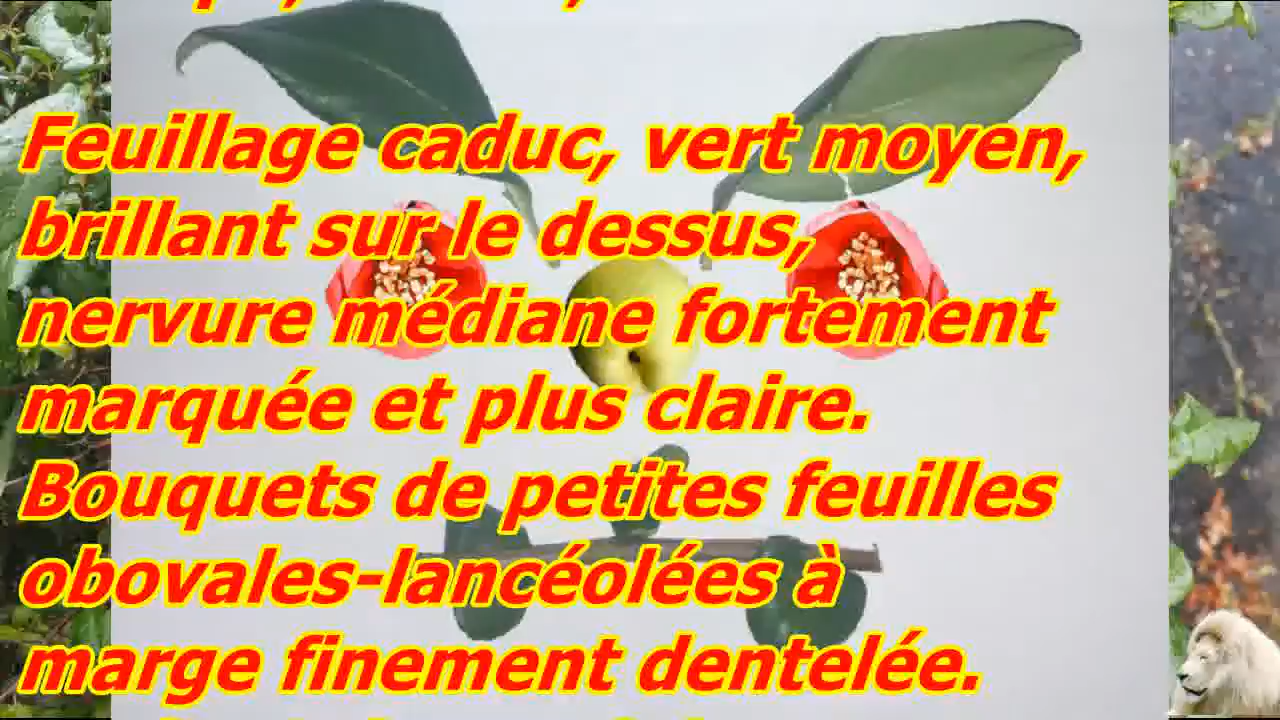 Feuillage caduc, vert moyen,
brillant sur le dessus,
nervure médiane fortement
marquée et plus claire.
Bouquets de petites feuilles
obovales-lancéolées à
marge finement dentelée.